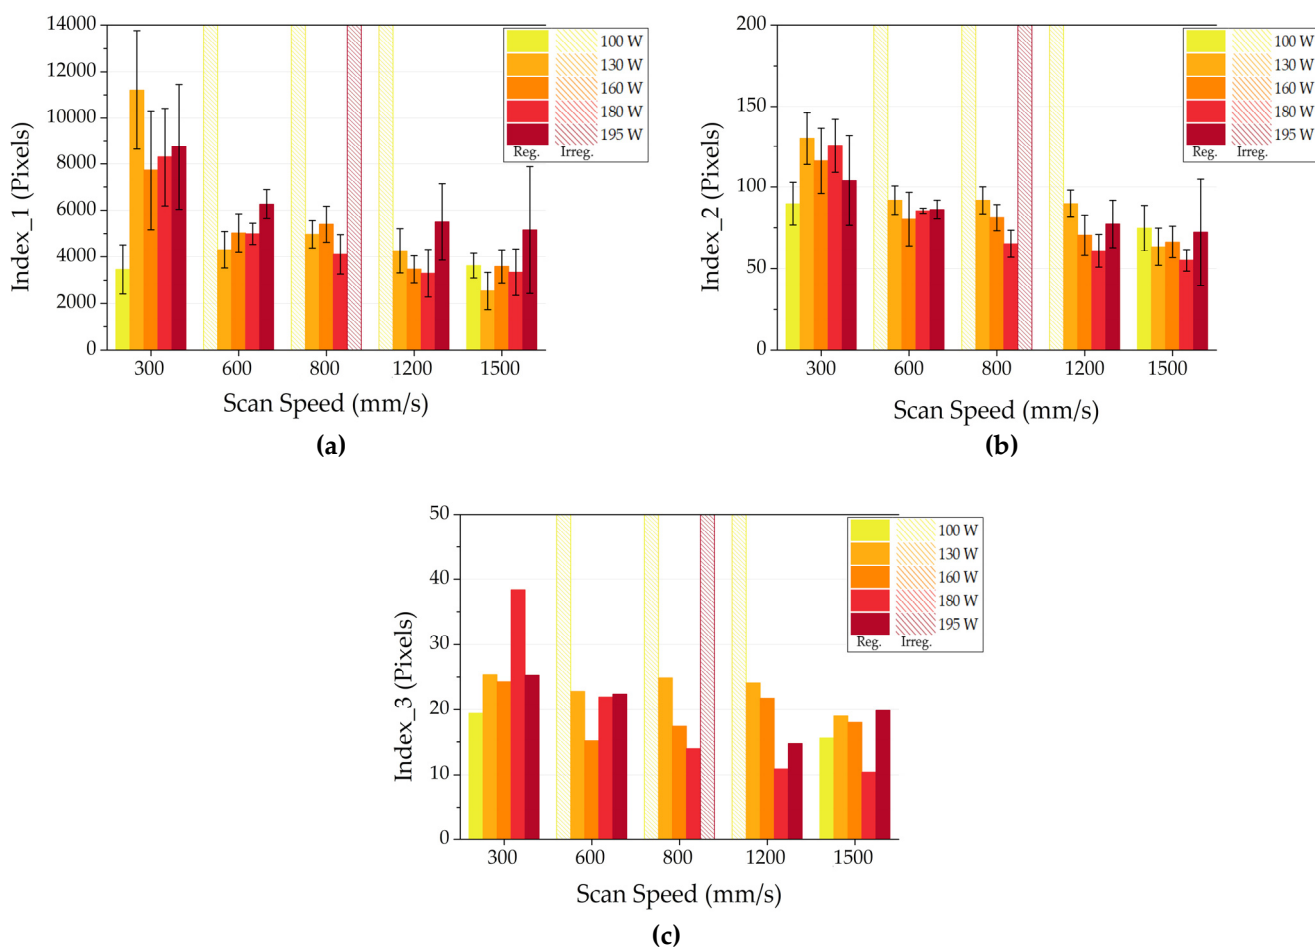 14000
12000
10000
8000
6000
4000
2000
0
Index_1 (Pixels)
300 600 800 1200 1500
Scan Speed (mm/s)
100 W
130 W
160 W
180 W
195 W
Reg. Irreg.
(a)
200
150
100
50
0
Index_2 (Pixels)
300 600 800 1200 1500
Scan Speed (mm/s)
100 W
130 W
160 W
180 W
195 W
Reg. Irreg.
(b)
50
40
30
20
10
0
Index_3 (Pixels)
300 600 800 1200 1500
Scan Speed (mm/s)
100 W
130 W
160 W
180 W
195 W
Reg. Irreg.
(c)